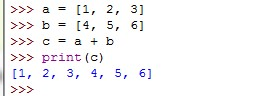 >>> a = [1, 2, 3]
>>> b = [4, 5, 6]
>>> c = a + b
>>> print(c)
[1, 2, 3, 4, 5, 6]
>>>